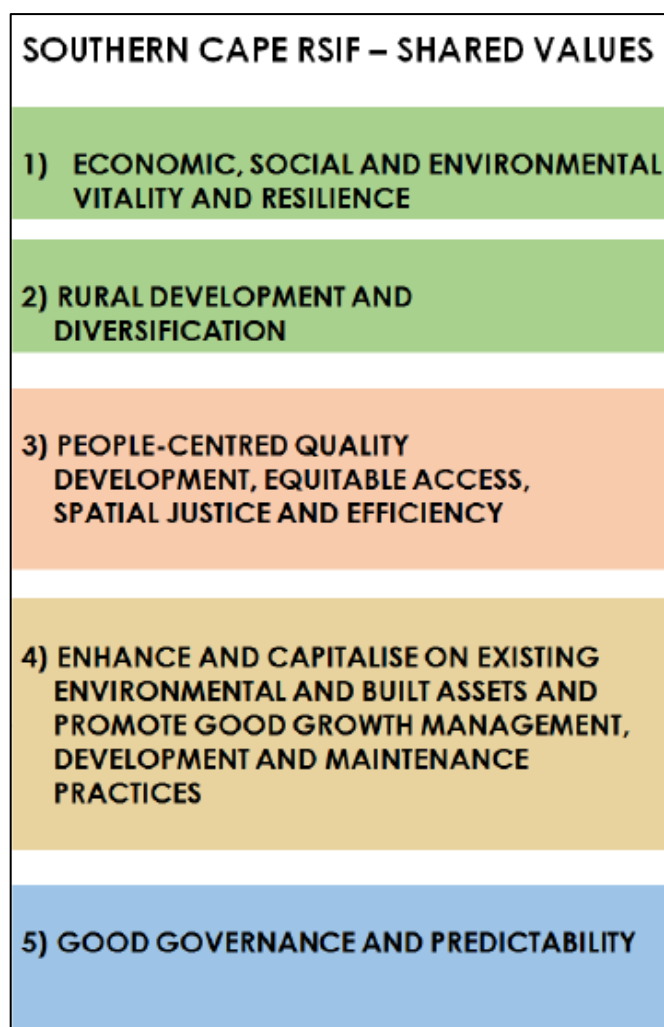 SOUTHERN CAPE RSIF – SHARED VALUES
1) ECONOMIC, SOCIAL AND ENVIRONMENTAL
VITALITY AND RESILIENCE
2) RURAL DEVELOPMENT AND
DIVERSIFICATION
3) PEOPLE-CENTRED QUALITY
DEVELOPMENT, EQUITABLE ACCESS,
SPATIAL JUSTICE AND EFFICIENCY
4) ENHANCE AND CAPITALISE ON EXISTING
ENVIRONMENTAL AND BUILT ASSETS AND
PROMOTE GOOD GROWTH MANAGEMENT,
DEVELOPMENT AND MAINTENANCE
PRACTICES
5) GOOD GOVERNANCE AND PREDICTABILITY